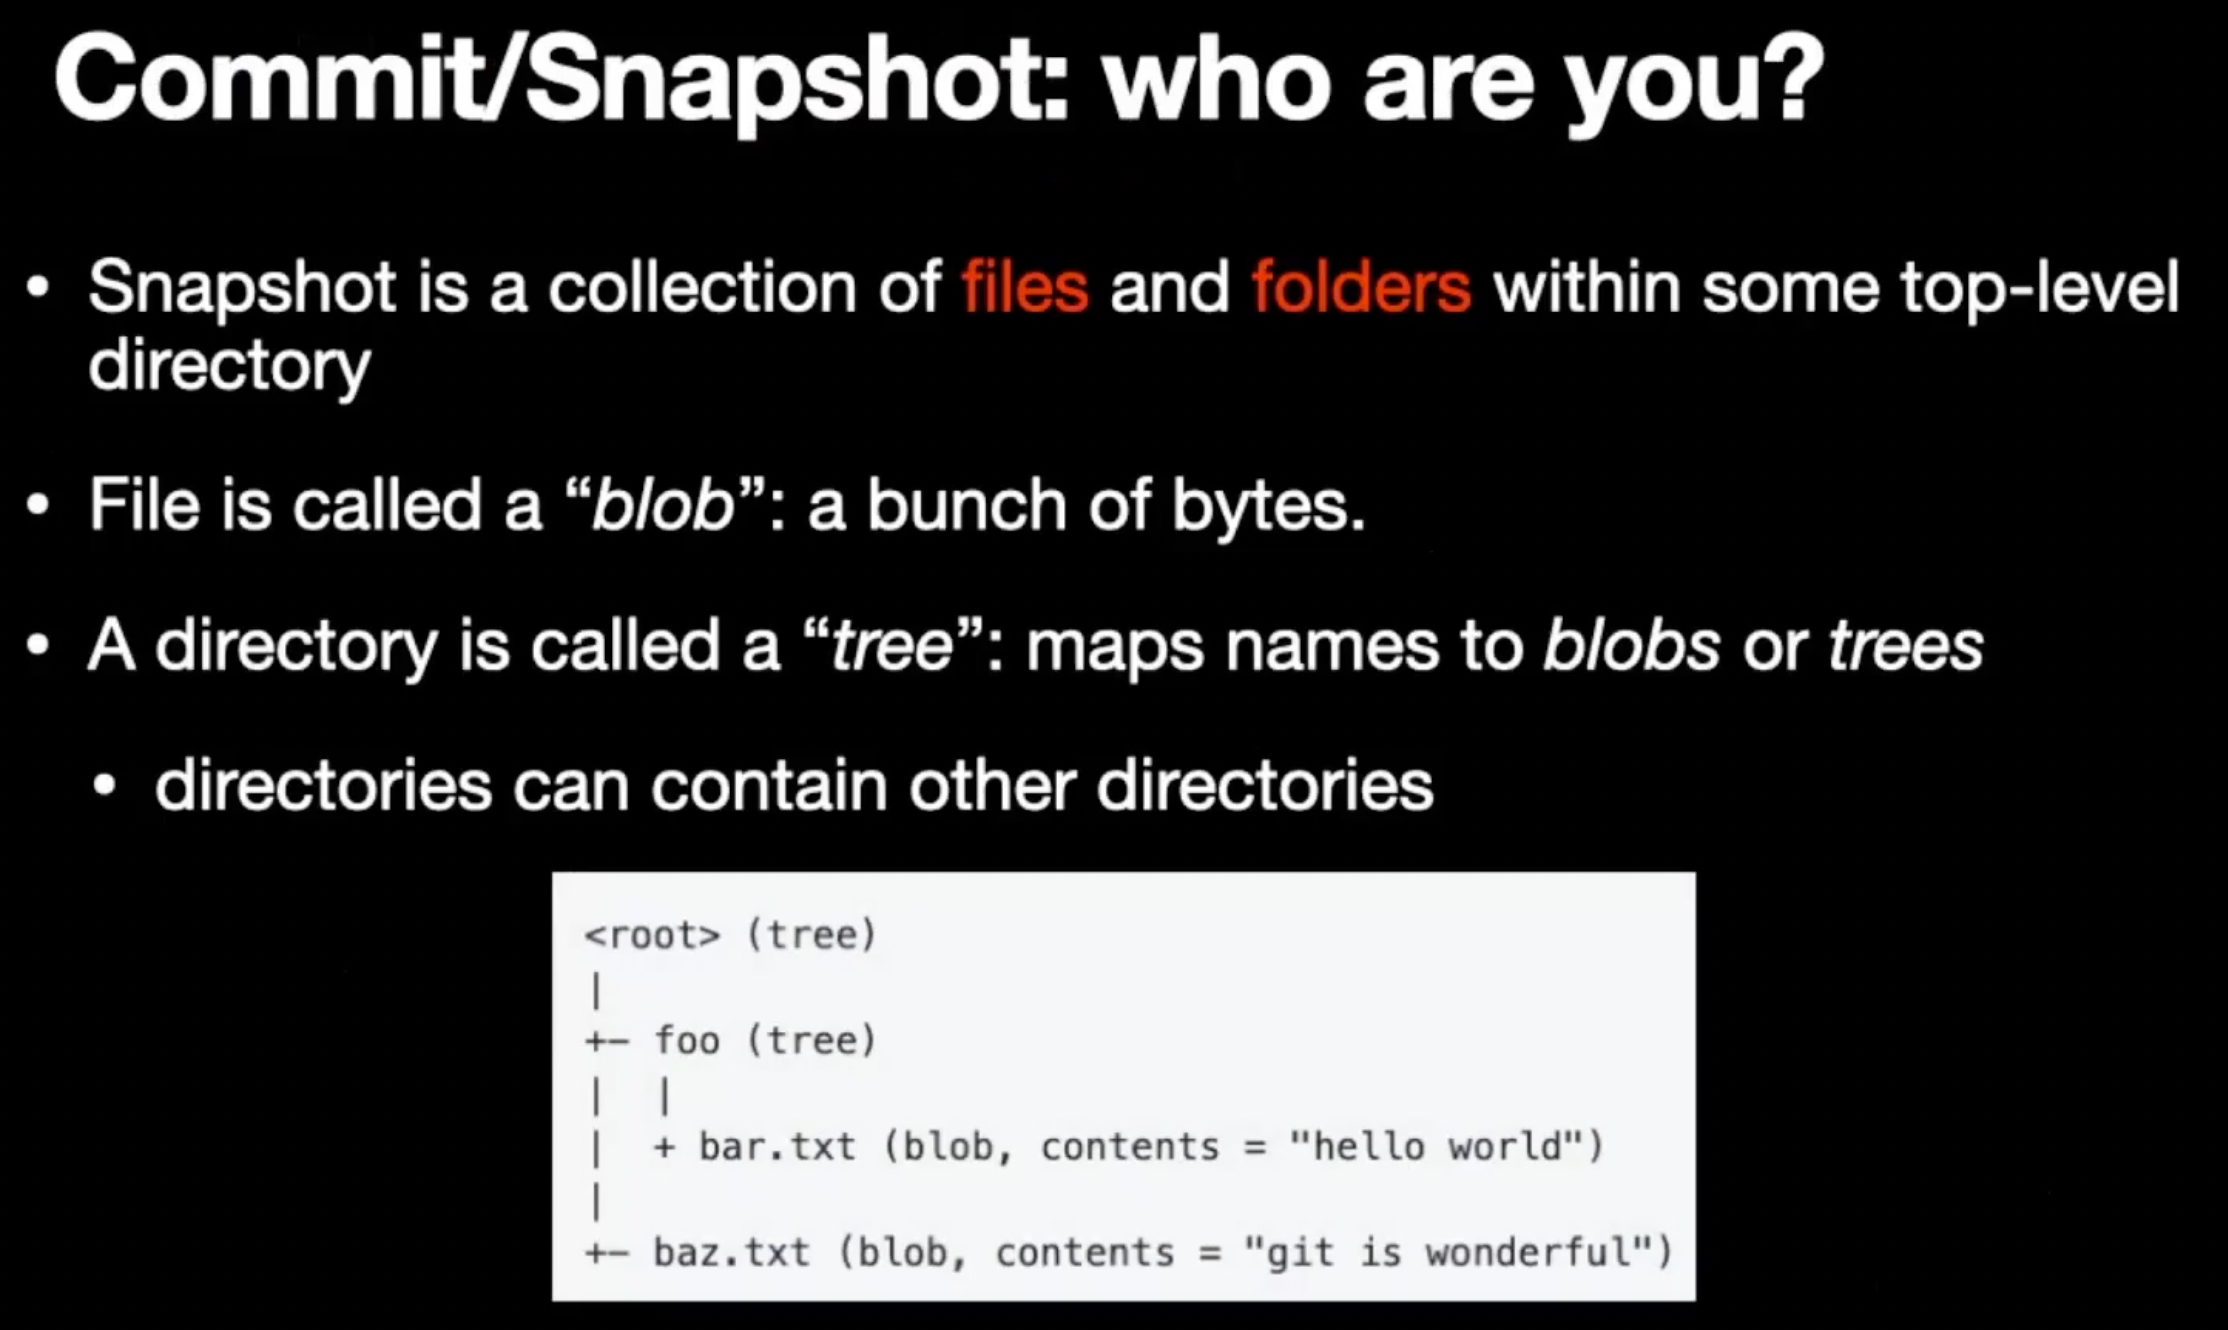 Commit/Snapshot: who are you?
• Snapshot is a collection of files and folders within some top-level
directory
• File is called a “blob”: a bunch of bytes.
• A directory is called a “tree”: maps names to blobs or trees
• directories can contain other directories
<root> (tree)
|
+- foo (tree)
|  |
|  + bar.txt (blob, contents = "hello world")
|
+- baz.txt (blob, contents = "git is wonderful")